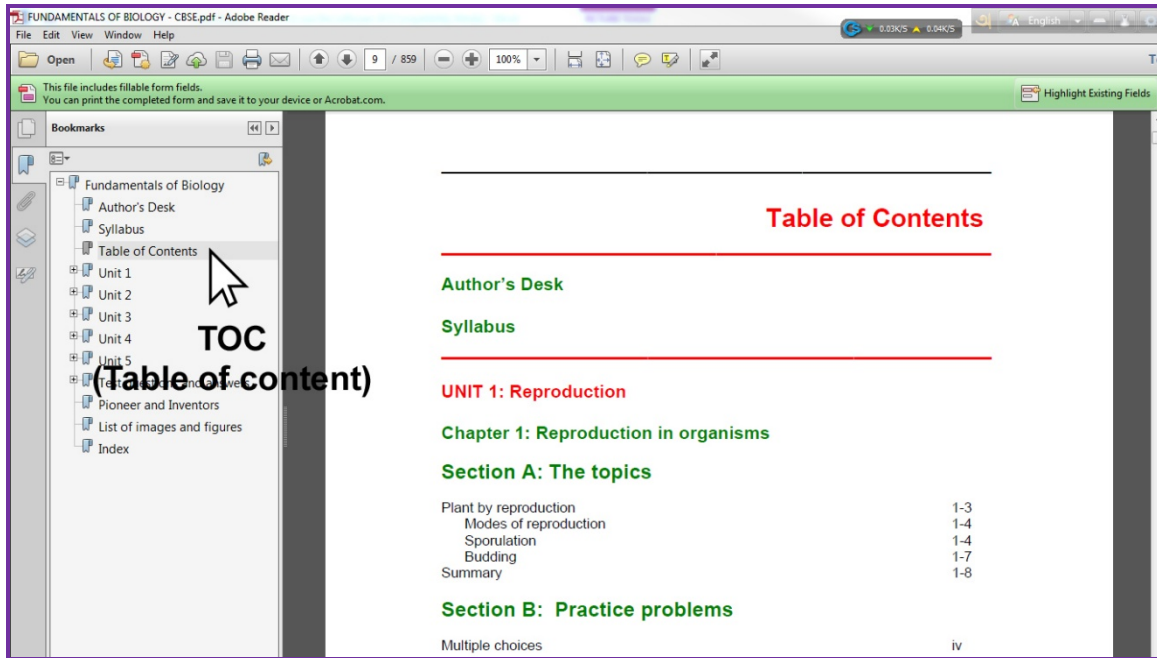 FUNDAMENTALS OF BIOLOGY - CBSE.pdf - Adobe Reader
0.03K/S 0.04K/S
English
File Edit View Window Help
Open
9 / 859
100%
This file includes fillable form fields.
You can print the completed form and save it to your device or Acrobat.com.
Highlight Existing Fields
Bookmarks
Fundamentals of Biology
Author's Desk
Syllabus
Table of Contents
Unit 1
Unit 2
Unit 3
Unit 4
Unit 5
Pioneer and Inventors
List of images and figures
Index
TOC
(Table of content)
Table of Contents
Author's Desk
Syllabus
UNIT 1: Reproduction
Chapter 1: Reproduction in organisms
Section A: The topics
Plant by reproduction 1-3
Modes of reproduction 1-4
Sporulation 1-4
Budding 1-7
Summary 1-8
Section B: Practice problems
Multiple choices iv